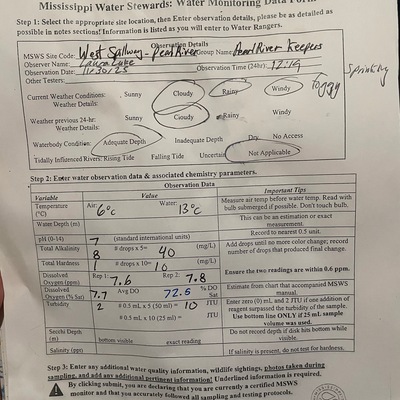 Mississippi Water Stewards: Water Monitoring Data Form
Step 1: Select the appropriate site location, then Enter observation details, please be as detailed as
possible in notes sections! Information is listed as you will enter to Water Rangers.
Observation Details
MSWS Site Code: West Spillway - Pearl River Group Name: Pearl River Keepers
Observer Name: Laura Luke
Observation Date: 11/30/25 Observation Time (24hr): 12:19
Other Testers:
Current Weather Conditions: Sunny Cloudy Rainy Windy foggy Sprinkling
Weather Details:
Weather previous 24-hr: Sunny Cloudy Rainy Windy
Weather Details:
Waterbody Condition: Adequate Depth Inadequate Depth Dry No Access
Tidally Influenced Rivers: Rising Tide Falling Tide Uncertain Not Applicable
Step 2: Enter water observation data & associated chemistry parameters.
Observation Data
Variable Value Important Tips
Temperature (°C) Air: 6°C Water: 13°C Measure air temp before water temp. Read with bulb submerged if possible. Don't touch bulb.
Water Depth (m) This can be an estimation or exact measurement.
pH (0-14) 7 (standard international units) Record to nearest 0.5 unit.
Total Alkalinity 8 # drops x 5= 40 (mg/L) Add drops until no more color change; record number of drops that produced final change.
Total Hardness # drops x 10= (mg/L)
Dissolved Oxygen (ppm) Rep 1: 7.6 Rep 2: 7.8 Ensure the two readings are within 0.6 ppm.
Dissolved Oxygen (% Sat) 7.7 Avg DO 72.5 % DO Sat Estimate from chart that accompanied MSWS manual.
Turbidity 2 # 0.5 mL x 5 (50 ml) = 10 JTU Enter zero (0) mL and 2 JTU if one addition of reagent surpassed the turbidity of the sample.
# 0.5 mL x 10 (25 ml) = JTU Use bottom line ONLY if 25 mL sample volume was used.
Secchi Depth (m) bottom visible exact reading Do not record depth if disk him bottom while visible.
Salinity (ppt) If salinity is present, do not test for hardness.
Step 3: Enter any additional water quality information, wildlife sightings, photos taken during
sampling, and add any additional pertinent information! Underlined information is required.
By clicking submit, you are declaring that you are currently a certified MSWS
monitor and that you accurately followed all sampling and testing protocols.